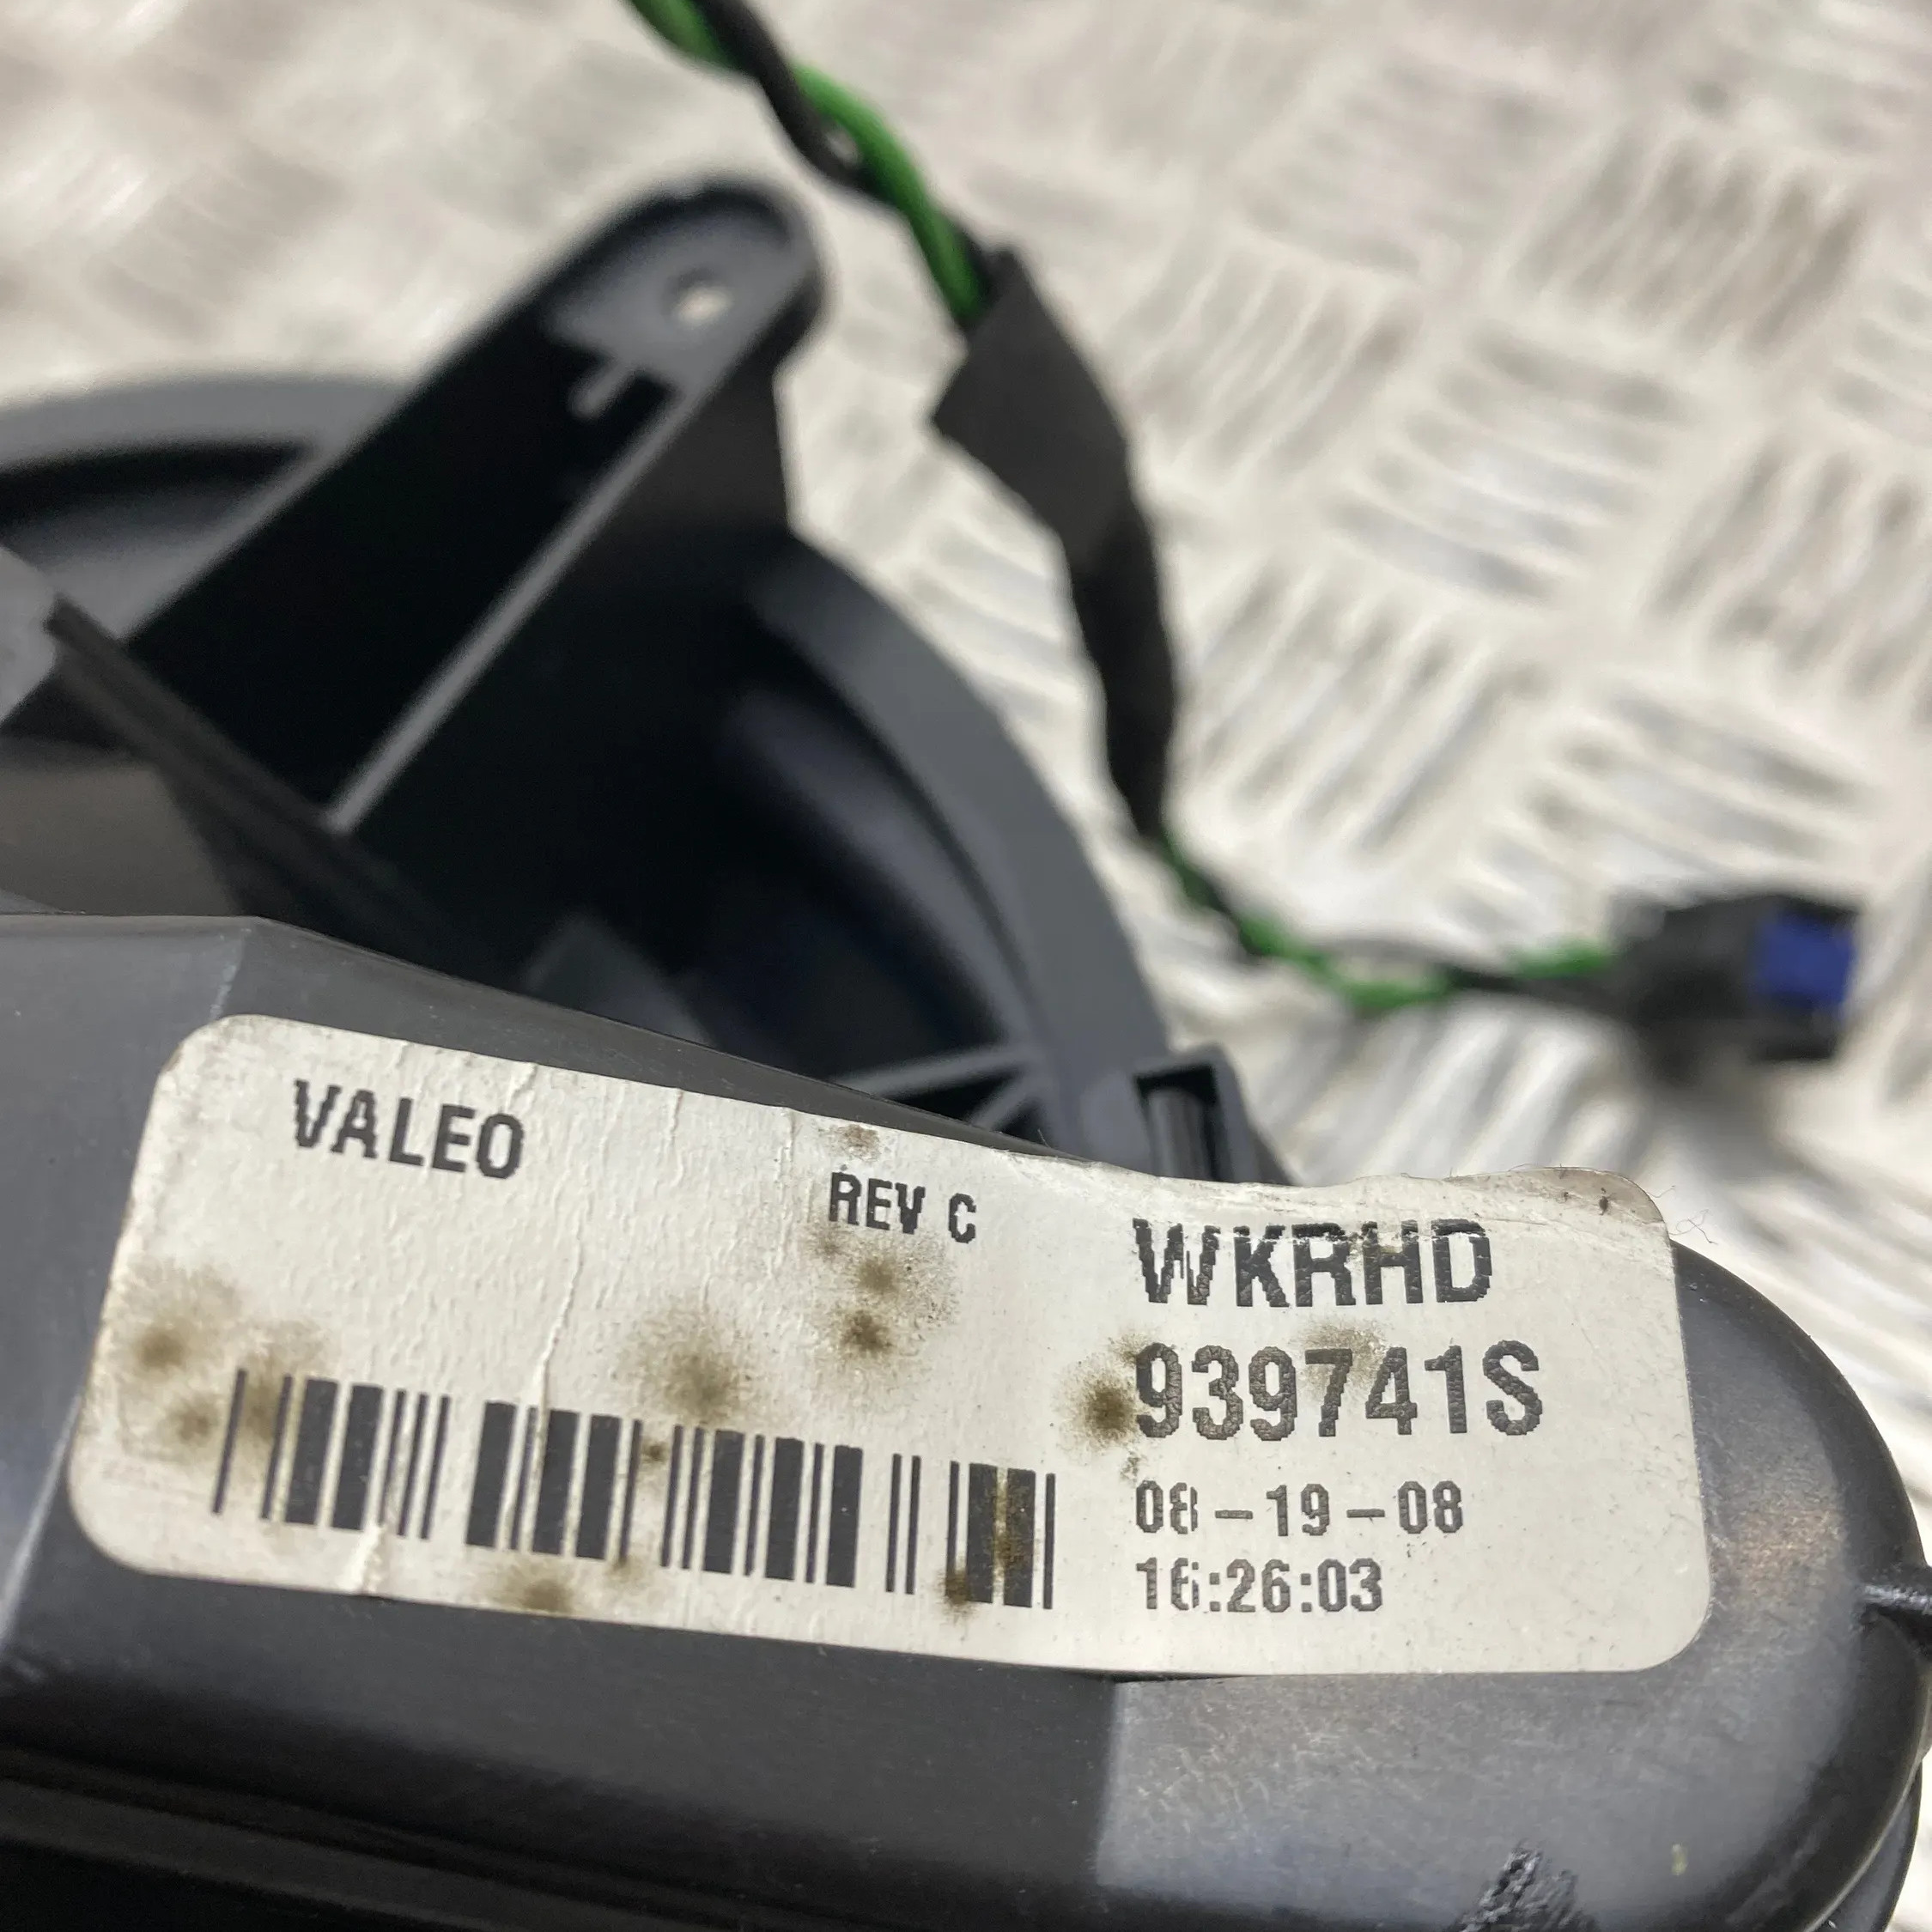 VALEO
REV C
WKRHD
939741S
08-19-08
16:26:03